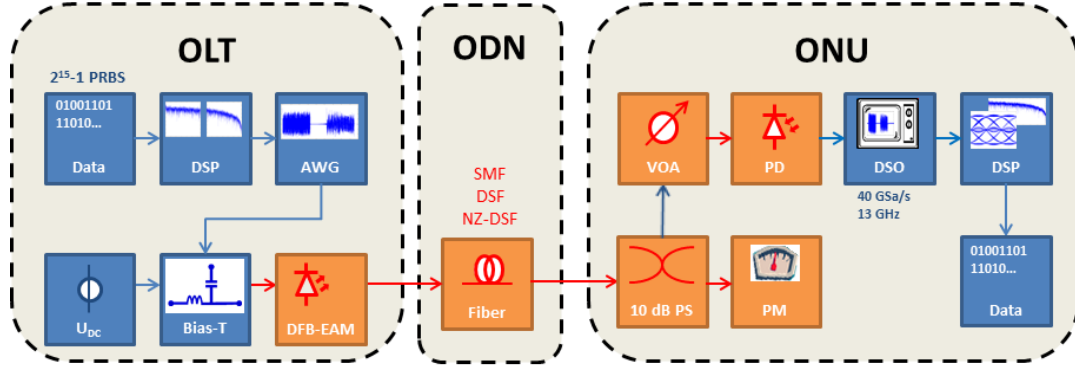 OLT
2¹⁵-1 PRBS
01001101
11010...
Data
DSP
AWG
U_DC
Bias-T
DFB-EAM
ODN
SMF
DSF
NZ-DSF
Fiber
ONU
VOA
PD
DSO
DSP
40 GSa/s
13 GHz
10 dB PS
PM
01001101
11010...
Data